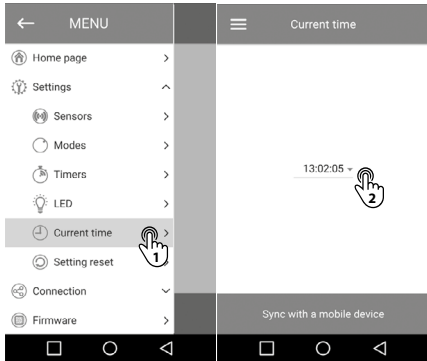 MENU
Home page
Settings
Sensors
Modes
Timers
LED
Current time
1
Setting reset
Connection
Firmware
Current time
13:02:05
2
Sync with a mobile device